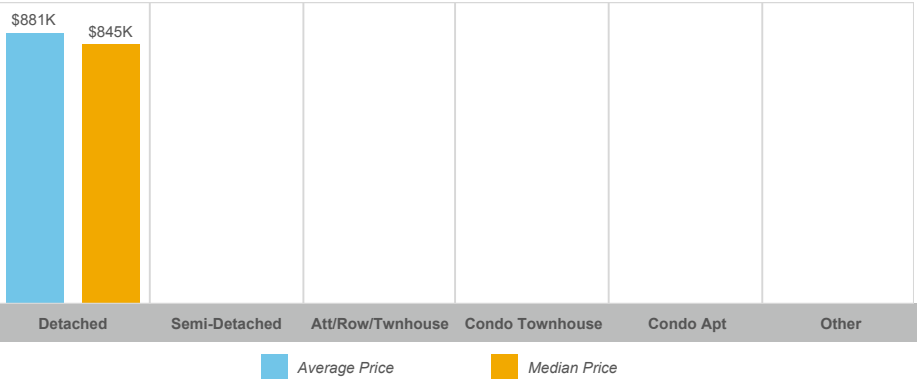 $881K
$845K
Detached Semi-Detached Att/Row/Twnhouse Condo Townhouse Condo Apt Other
Average Price Median Price